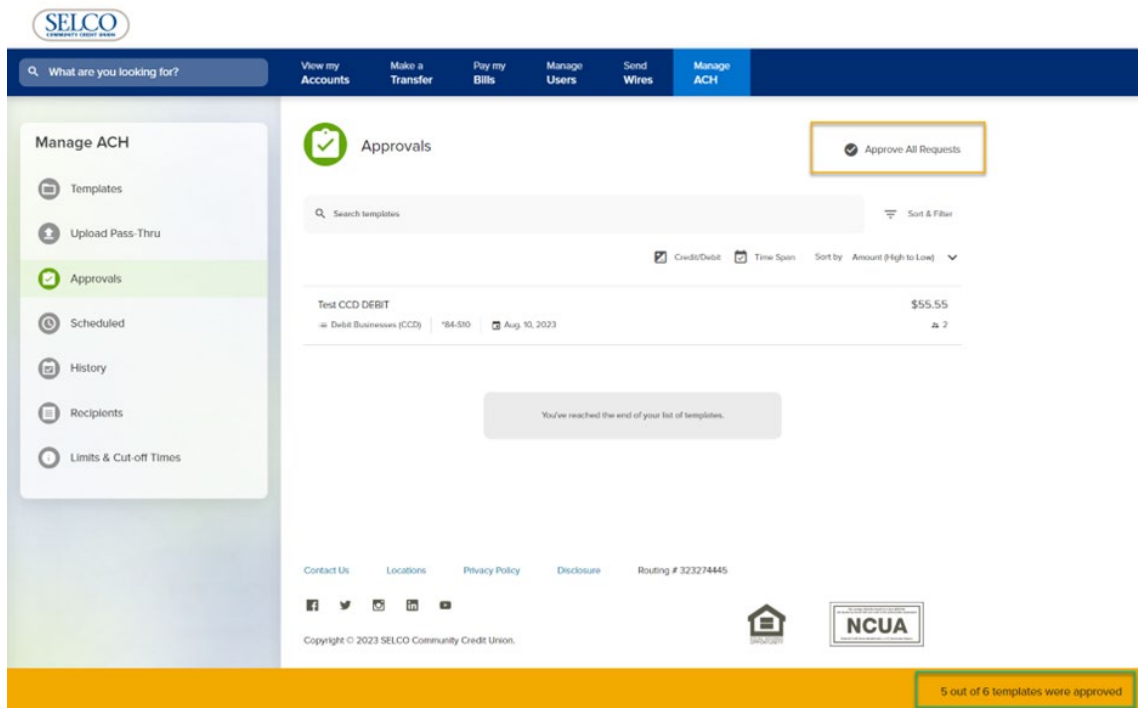 SELCO
COMMUNITY CREDIT UNION
What are you looking for?
View my Accounts
Make a Transfer
Pay my Bills
Manage Users
Send Wires
Manage ACH
Manage ACH
Templates
Upload Pass-Thru
Approvals
Scheduled
History
Recipients
Limits & Cut-off Times
Approvals
Approve All Requests
Search templates
Sort & Filter
Credit/Debit
Time Span
Sort by Amount (High to Low)
Test CCD DEBIT
$55.55
Debit Businesses (CCD)
*84-S10
Aug. 10, 2023
2
You've reached the end of your list of templates.
Contact Us
Locations
Privacy Policy
Disclosure
Routing # 323274445
Copyright © 2023 SELCO Community Credit Union.
NCUA
5 out of 6 templates were approved